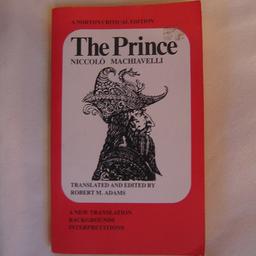 A NORTON CRITICAL EDITION
The Prince
NICCOLÒ MACHIAVELLI
TRANSLATED AND EDITED BY
ROBERT M. ADAMS
A NEW TRANSLATION
BACKGROUNDS
INTERPRETATIONS